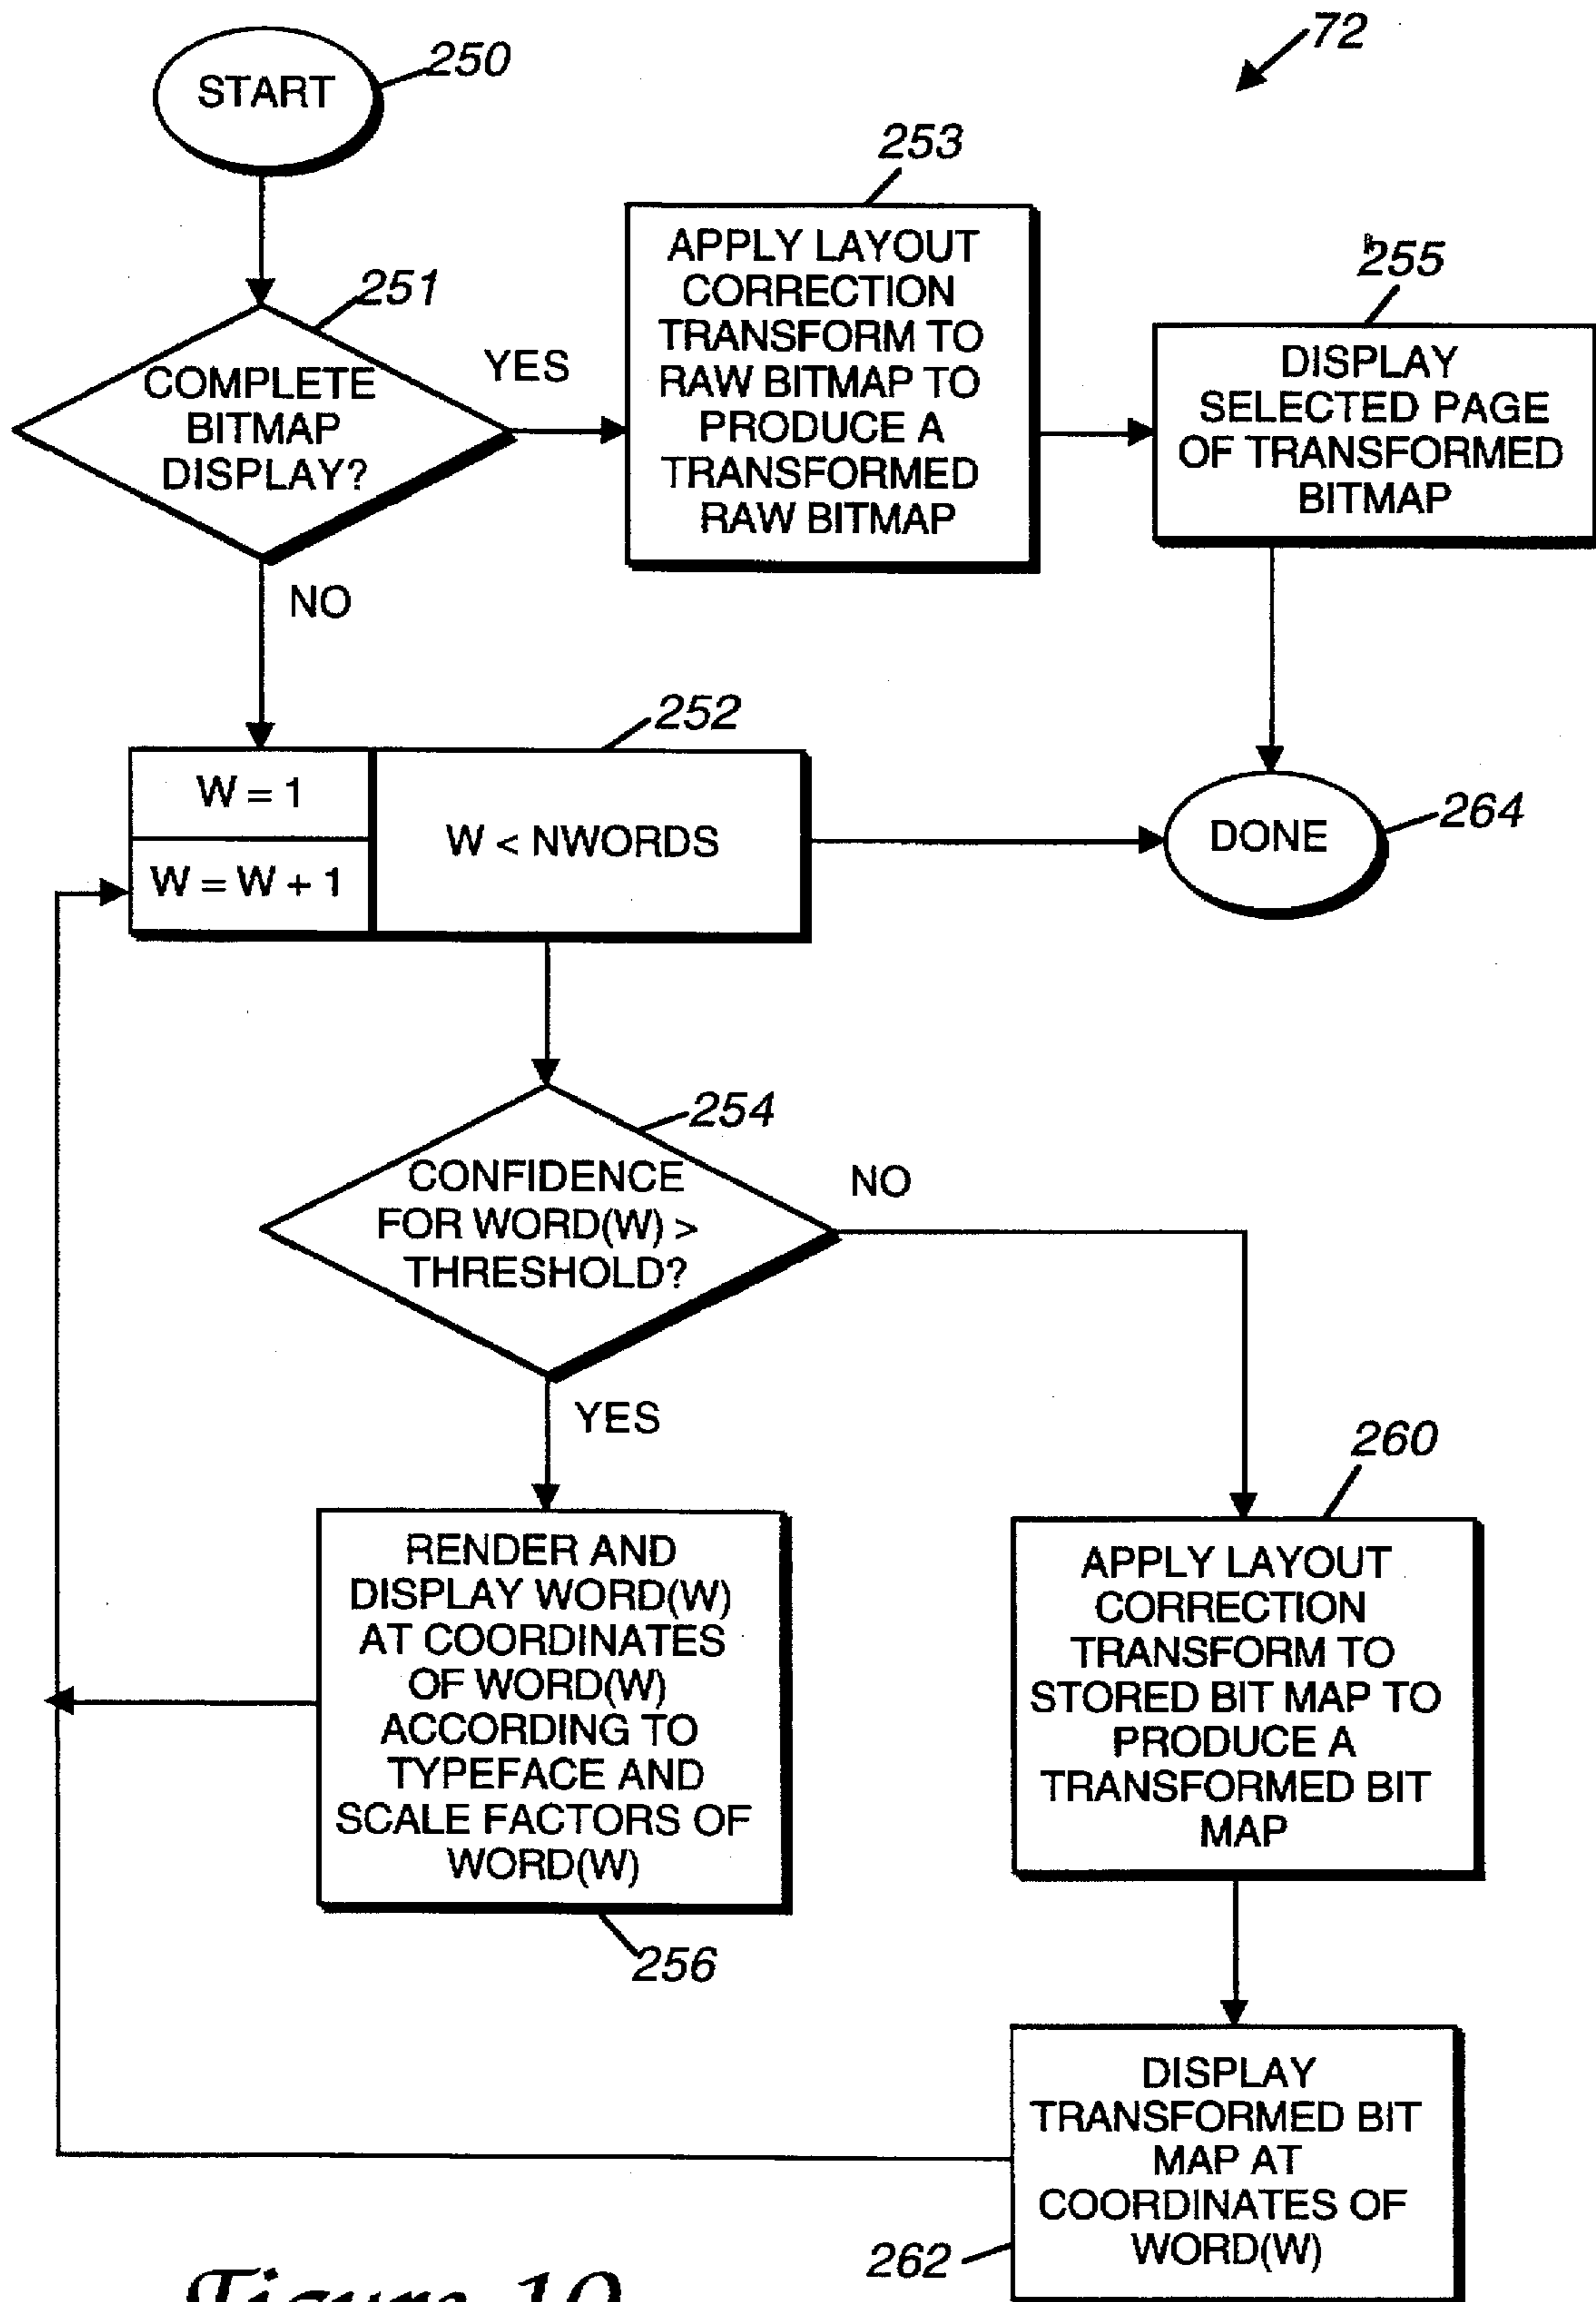 72
START
250
COMPLETE
BITMAP
DISPLAY?
251
YES
NO
253
APPLY LAYOUT
CORRECTION
TRANSFORM TO
RAW BITMAP TO
PRODUCE A
TRANSFORMED
RAW BITMAP
255
DISPLAY
SELECTED PAGE
OF TRANSFORMED
BITMAP
252
W = 1
W = W + 1
W < NWORDS
DONE
264
254
CONFIDENCE
FOR WORD(W) >
THRESHOLD?
NO
YES
RENDER AND
DISPLAY WORD(W)
AT COORDINATES
OF WORD(W)
ACCORDING TO
TYPEFACE AND
SCALE FACTORS OF
WORD(W)
256
260
APPLY LAYOUT
CORRECTION
TRANSFORM TO
STORED BIT MAP TO
PRODUCE A
TRANSFORMED BIT
MAP
DISPLAY
TRANSFORMED BIT
MAP AT
COORDINATES OF
WORD(W)
262
Figure